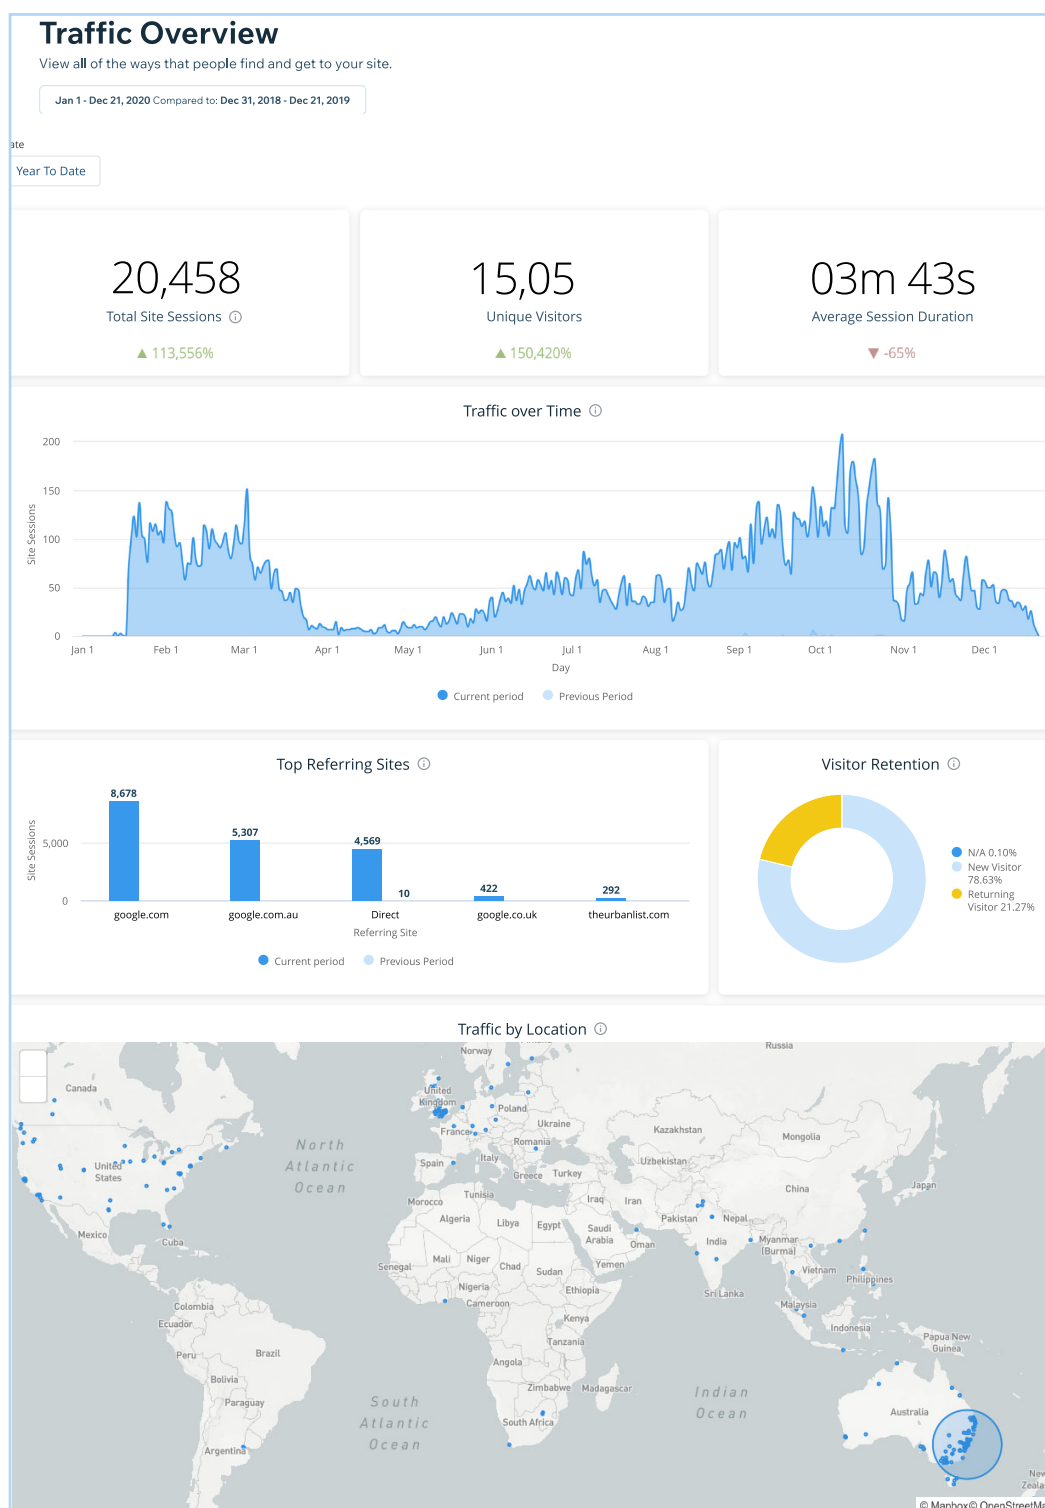 Traffic Overview
View all of the ways that people find and get to your site.
Jan 1 - Dec 21, 2020 Compared to: Dec 31, 2018 - Dec 21, 2019
ate
Year To Date
20,458
Total Site Sessions
▲ 113,556%
15,05
Unique Visitors
▲ 150,420%
03m 43s
Average Session Duration
▼ -65%
Traffic over Time
Site Sessions
200
150
100
50
0
Jan 1 Feb 1 Mar 1 Apr 1 May 1 Jun 1 Jul 1 Aug 1 Sep 1 Oct 1 Nov 1 Dec 1
Day
Current period Previous Period
Top Referring Sites
Site Sessions
5,000
0
8,678
5,307
4,569
10
422
292
google.com google.com.au Direct google.co.uk theurbanlist.com
Referring Site
Current period Previous Period
Visitor Retention
N/A 0.10%
New Visitor
78.63%
Returning
Visitor 21.27%
Traffic by Location
Norway
Russia
Canada
United
Kingdom
Poland
Ukraine
France
Kazakhstan
Mongolia
North
Atlantic
Ocean
Romania
Italy
Spain
Greece Turkey
Uzbekistan
United
States
China
Japan
Morocco
Tunisia
Iraq Iran
Algeria
Libya
Egypt
Saudi
Arabia
Pakistan
Nepal
Mexico
Cuba
Oman
India
Myanmar
(Burma)
Mali Niger
Chad
Sudan
Yemen
Senegal
Vietnam
Philippines
Nigeria
Cameroon
Ethiopia
Sri Lanka
Colombia
Malaysia
Ecuador
Kenya
Indonesia
Papua New
Guinea
Tanzania
Peru
Brazil
Angola
Bolivia
Zimbabwe
Madagascar
Paraguay
South
Atlantic
Ocean
Indian
Ocean
Australia
South Africa
Argentina
New
Zeala
© Mapbox © OpenStreetMa